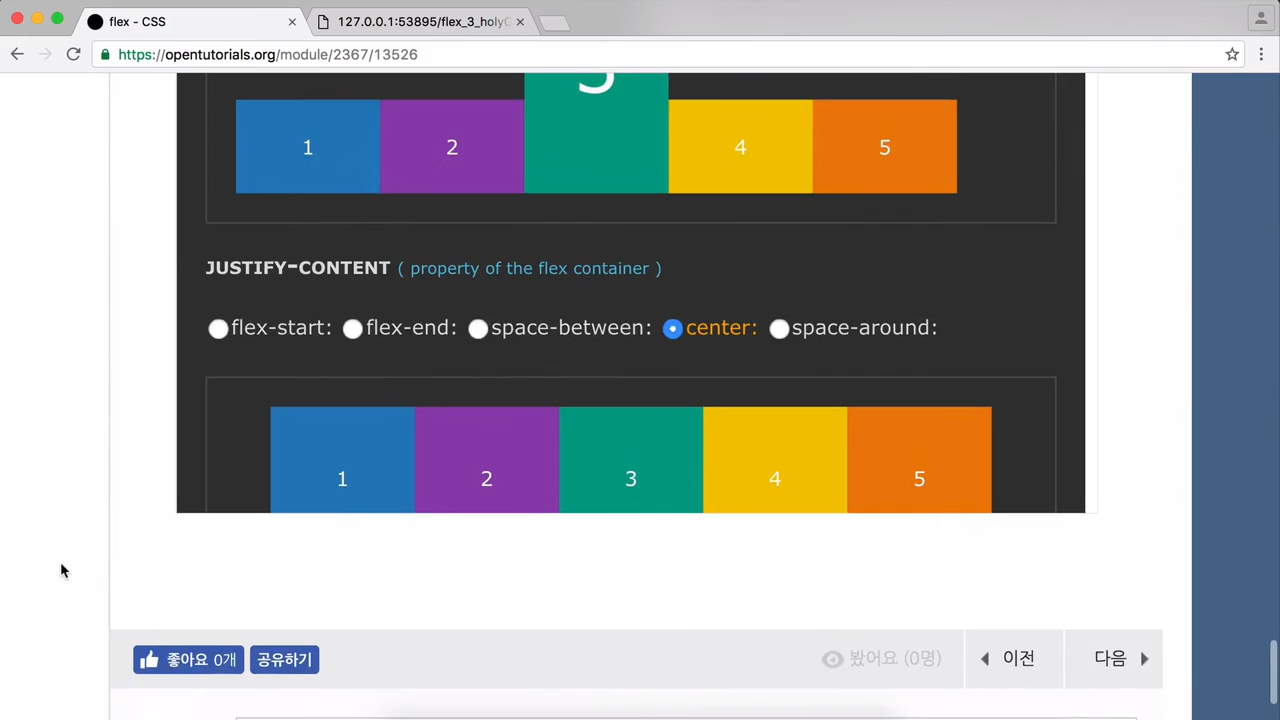 flex - CSS
127.0.0.1:53895/flex_3_holyG
https://opentutorials.org/module/2367/13526
3
1 2 4 5
JUSTIFY-CONTENT ( property of the flex container )
flex-start: flex-end: space-between: center: space-around:
1 2 3 4 5
좋아요 0개 공유하기 봤어요 (0명) 이전 다음